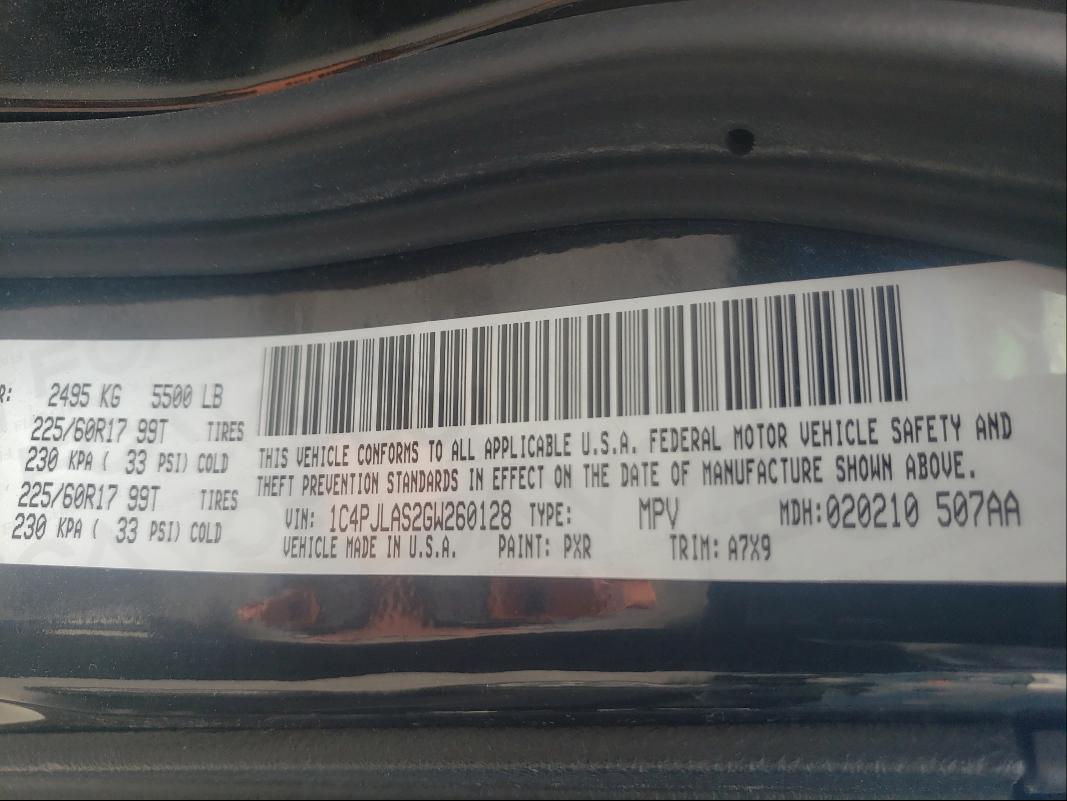 R: 2495 KG 5500 LB
225/60R17 99T TIRES
230 KPA ( 33 PSI) COLD
225/60R17 99T TIRES
230 KPA ( 33 PSI) COLD
THIS VEHICLE CONFORMS TO ALL APPLICABLE U.S.A. FEDERAL MOTOR VEHICLE SAFETY AND
THEFT PREVENTION STANDARDS IN EFFECT ON THE DATE OF MANUFACTURE SHOWN ABOVE.
VIN: 1C4PJLAS2GW260128 TYPE: MPV MDH:020210 507AA
VEHICLE MADE IN U.S.A. PAINT: PXR TRIM: A7X9